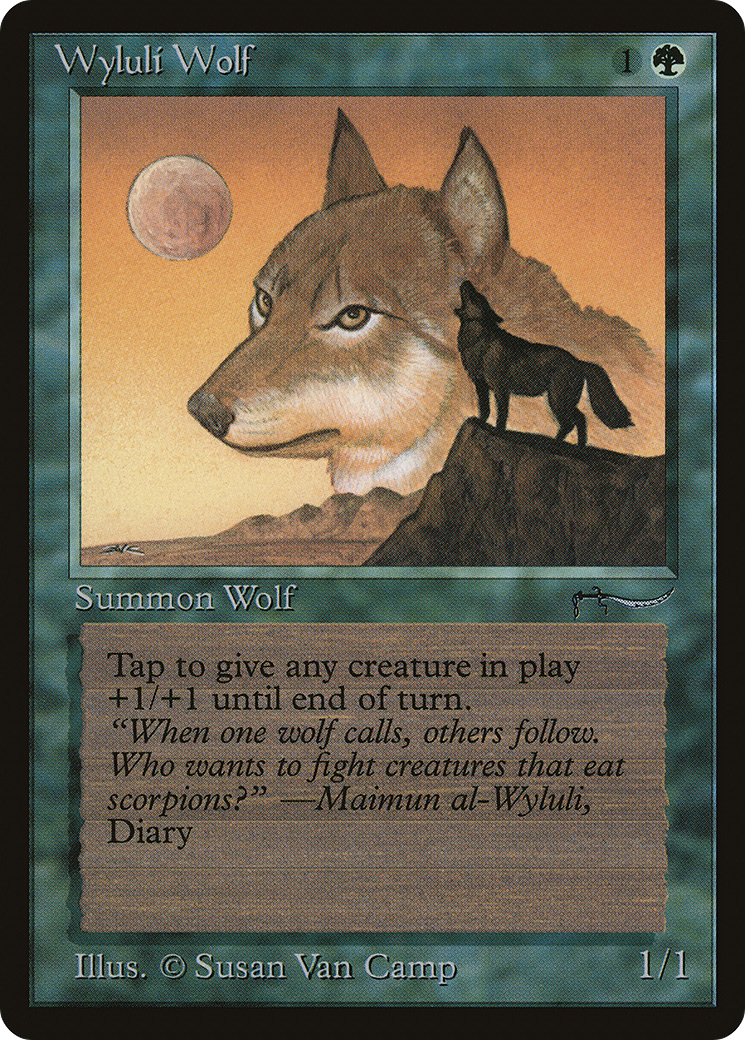 Wyluli Wolf
1
Summon Wolf
Tap to give any creature in play
+1/+1 until end of turn.
“When one wolf calls, others follow.
Who wants to fight creatures that eat
scorpions?” —Maimun al-Wyluli,
Diary
Illus. © Susan Van Camp
1/1